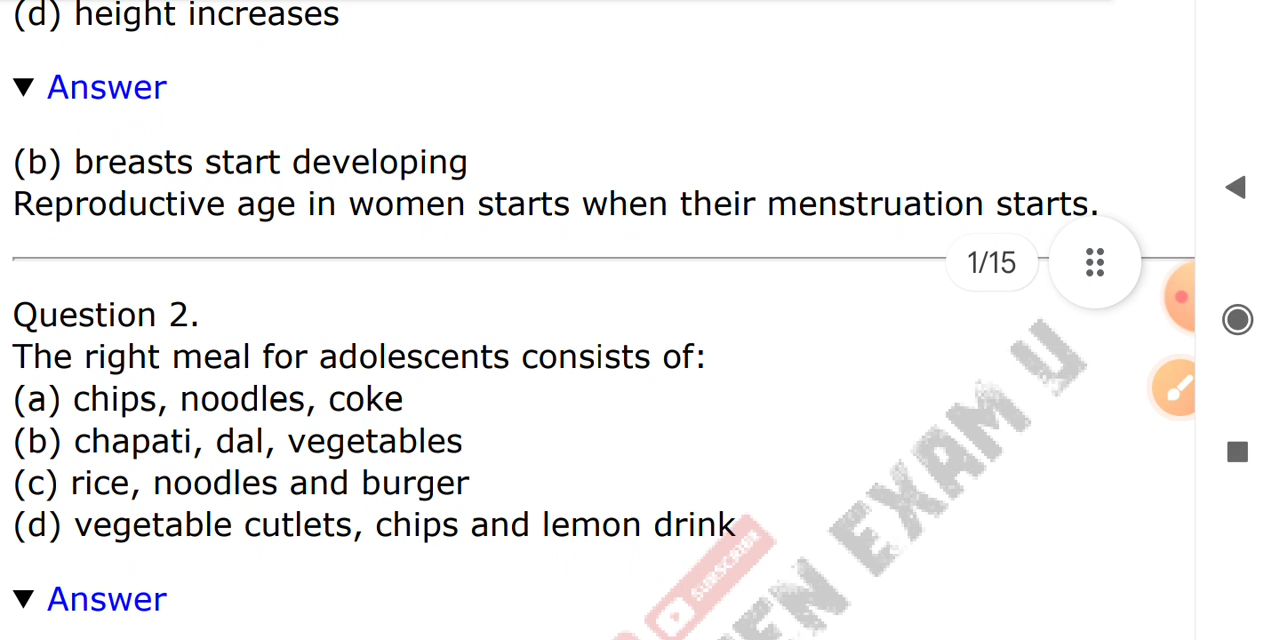 (d) height increases
Answer
(b) breasts start developing
Reproductive age in women starts when their menstruation starts.
1/15
Question 2.
The right meal for adolescents consists of:
(a) chips, noodles, coke
(b) chapati, dal, vegetables
(c) rice, noodles and burger
(d) vegetable cutlets, chips and lemon drink
SUBSCRIBE
EXAM
Answer